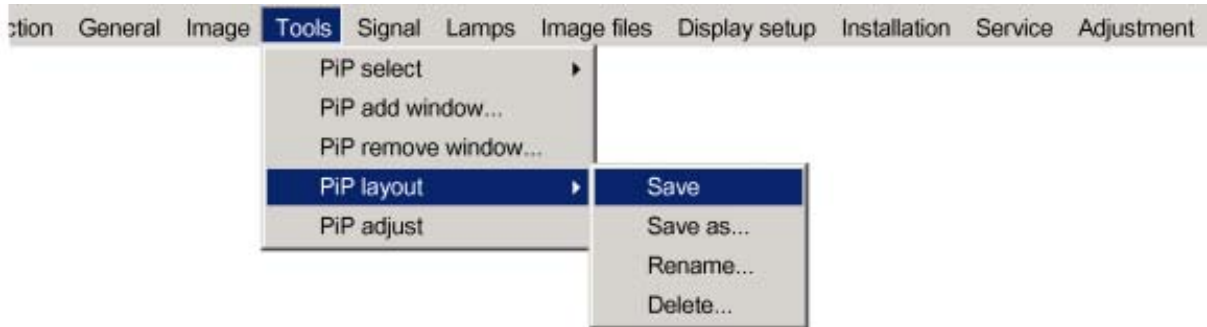 ction General Image Tools Signal Lamps Image files Display setup Installation Service Adjustment
PiP select
PiP add window...
PiP remove window...
PiP layout
PiP adjust
Save
Save as...
Rename...
Delete...